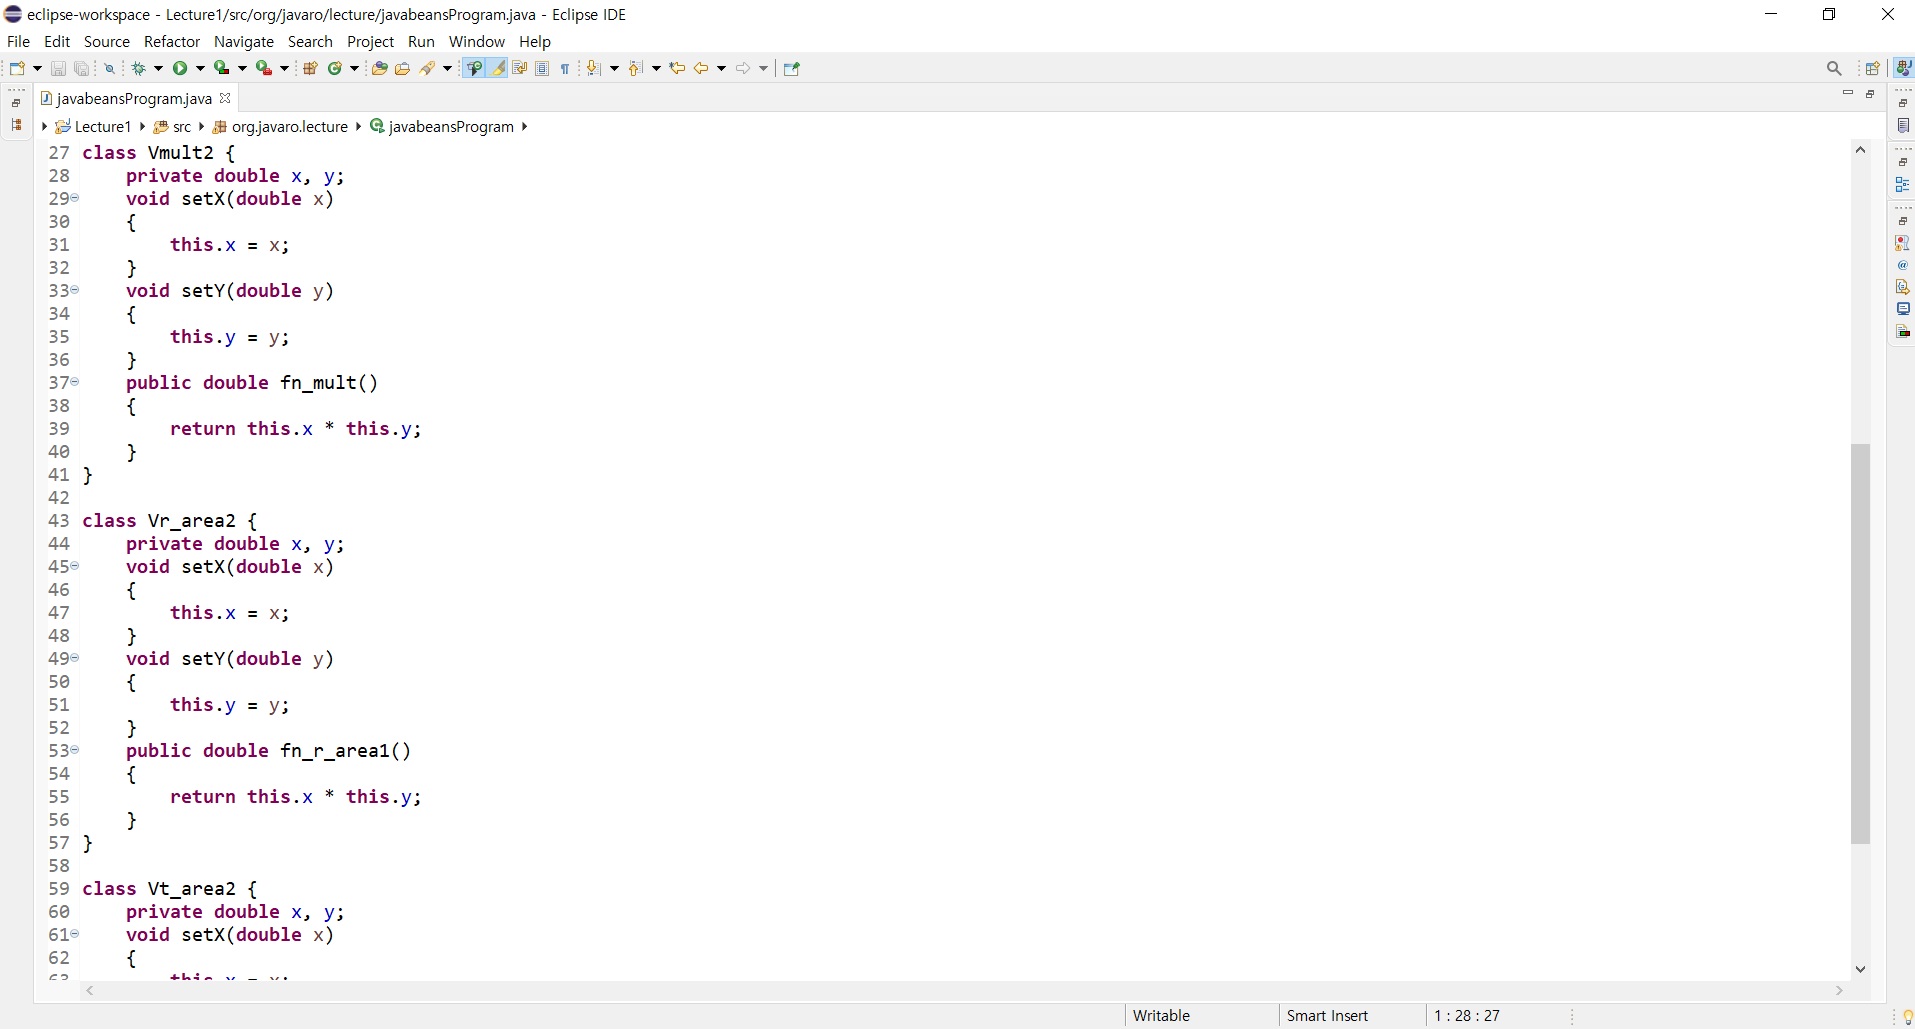 eclipse-workspace - Lecture1/src/org/javaro/lecture/javabeansProgram.java - Eclipse IDE
File Edit Source Refactor Navigate Search Project Run Window Help
javabeansProgram.java
Lecture1 src org.javaro.lecture javabeansProgram
27 class Vmult2 {
28     private double x, y;
29     void setX(double x)
30     {
31         this.x = x;
32     }
33     void setY(double y)
34     {
35         this.y = y;
36     }
37     public double fn_mult()
38     {
39         return this.x * this.y;
40     }
41 }
42
43 class Vr_area2 {
44     private double x, y;
45     void setX(double x)
46     {
47         this.x = x;
48     }
49     void setY(double y)
50     {
51         this.y = y;
52     }
53     public double fn_r_area1()
54     {
55         return this.x * this.y;
56     }
57 }
58
59 class Vt_area2 {
60     private double x, y;
61     void setX(double x)
62     {
63         this.x = x;
Writable Smart Insert 1 : 28 : 27